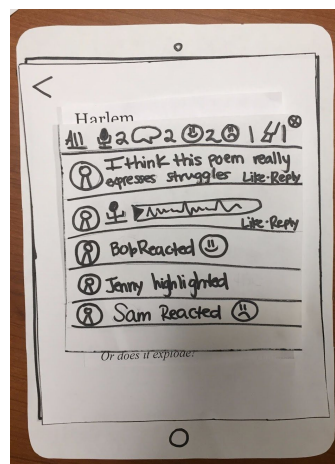 Harlem
All 2 2 2 1 1
I think this poem really
expresses struggles Like·Reply
Like·Reply
Bob Reacted
Jenny highlighted
Sam Reacted
Or does it explode?